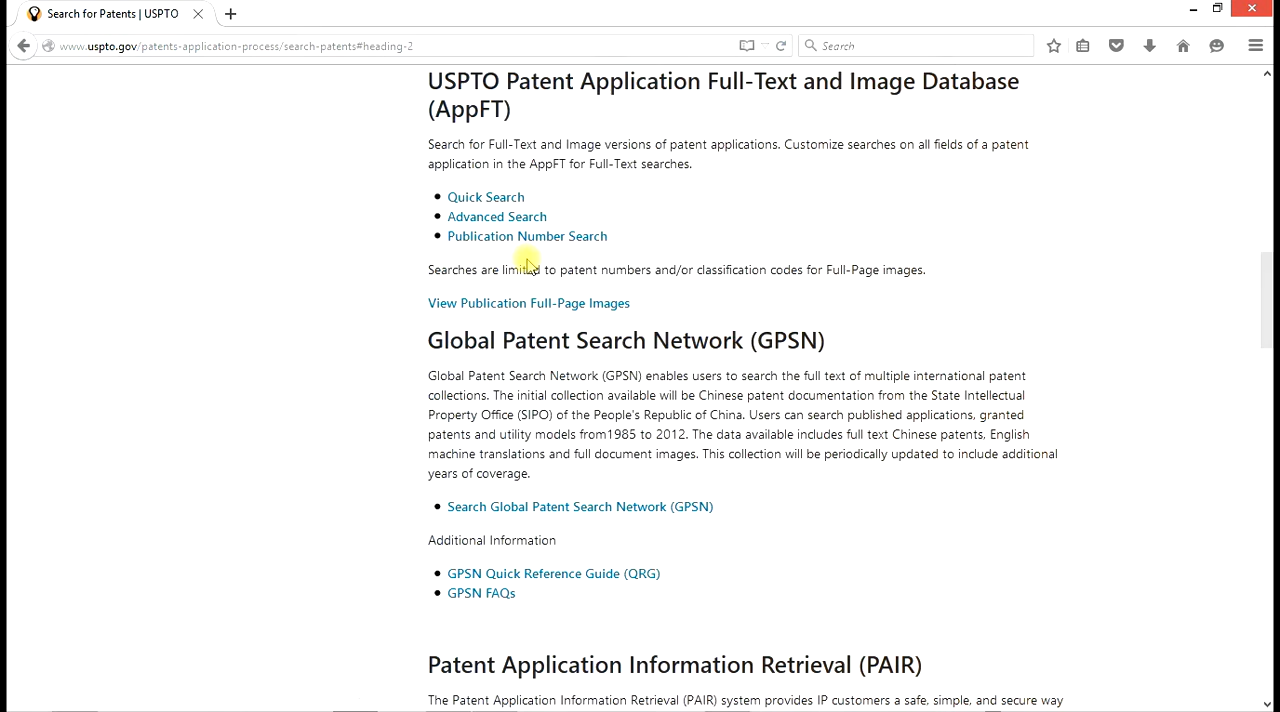 Search for Patents | USPTO
www.uspto.gov/patents-application-process/search-patents#heading-2
Search
USPTO Patent Application Full-Text and Image Database
(AppFT)
Search for Full-Text and Image versions of patent applications. Customize searches on all fields of a patent
application in the AppFT for Full-Text searches.
Quick Search
Advanced Search
Publication Number Search
Searches are limited to patent numbers and/or classification codes for Full-Page images.
View Publication Full-Page Images
Global Patent Search Network (GPSN)
Global Patent Search Network (GPSN) enables users to search the full text of multiple international patent
collections. The initial collection available will be Chinese patent documentation from the State Intellectual
Property Office (SIPO) of the People's Republic of China. Users can search published applications, granted
patents and utility models from1985 to 2012. The data available includes full text Chinese patents, English
machine translations and full document images. This collection will be periodically updated to include additional
years of coverage.
Search Global Patent Search Network (GPSN)
Additional Information
GPSN Quick Reference Guide (QRG)
GPSN FAQs
Patent Application Information Retrieval (PAIR)
The Patent Application Information Retrieval (PAIR) system provides IP customers a safe, simple, and secure way